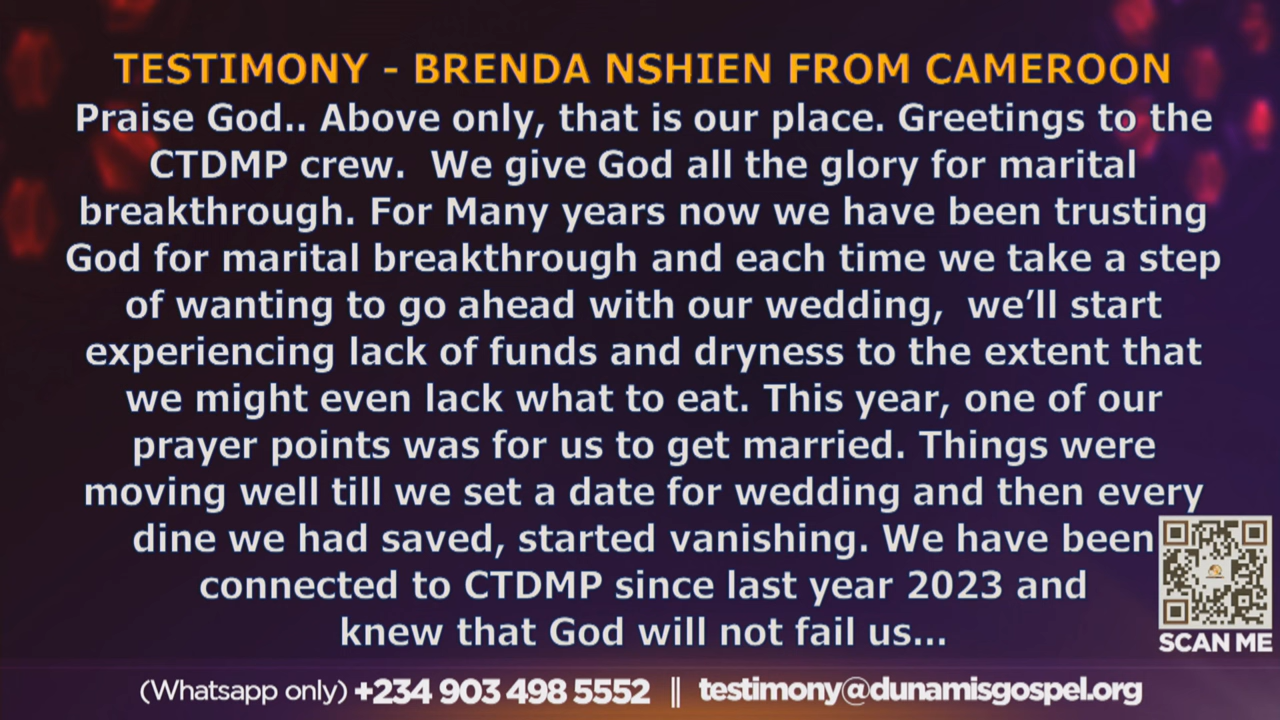 TESTIMONY - BRENDA NSHIEN FROM CAMEROON
Praise God.. Above only, that is our place. Greetings to the
CTDMP crew.  We give God all the glory for marital
breakthrough. For Many years now we have been trusting
God for marital breakthrough and each time we take a step
of wanting to go ahead with our wedding,  we’ll start
experiencing lack of funds and dryness to the extent that
we might even lack what to eat. This year, one of our
prayer points was for us to get married. Things were
moving well till we set a date for wedding and then every
dine we had saved, started vanishing. We have been
connected to CTDMP since last year 2023 and
knew that God will not fail us...
SCAN ME
(Whatsapp only) +234 903 498 5552 || testimony@dunamisgospel.org